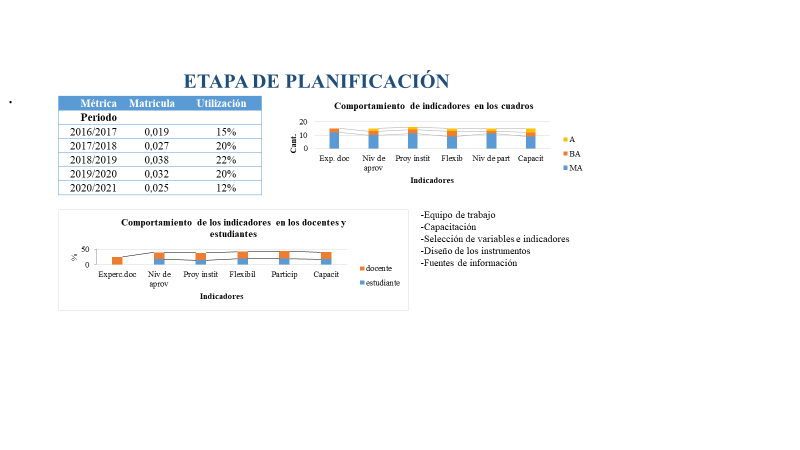 ETAPA DE PLANIFICACIÓN
Métrica Matricula Utilización
Periodo
2016/2017 0,019 15%
2017/2018 0,027 20%
2018/2019 0,038 22%
2019/2020 0,032 20%
2020/2021 0,025 12%
Comportamiento de indicadores en los cuadros
Cant.
20
10
0
Exp. doc Niv de aprov Proy instit Flexib Niv de part Capacit
Indicadores
A
BA
MA
Comportamiento de los indicadores en los docentes y
estudiantes
%
50
0
Experc.doc Niv de aprov Proy instit Flexibil Particip Capacit
Indicadores
docente
estudiante
-Equipo de trabajo
-Capacitación
-Selección de variables e indicadores
-Diseño de los instrumentos
-Fuentes de información